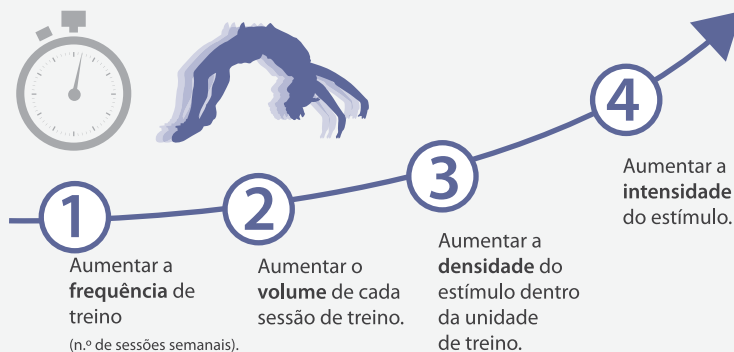 1
Aumentar a
frequência de
treino
(n.º de sessões semanais).
2
Aumentar o
volume de cada
sessão de treino.
3
Aumentar a
densidade do
estímulo dentro
da unidade
de treino.
4
Aumentar a
intensidade
do estímulo.